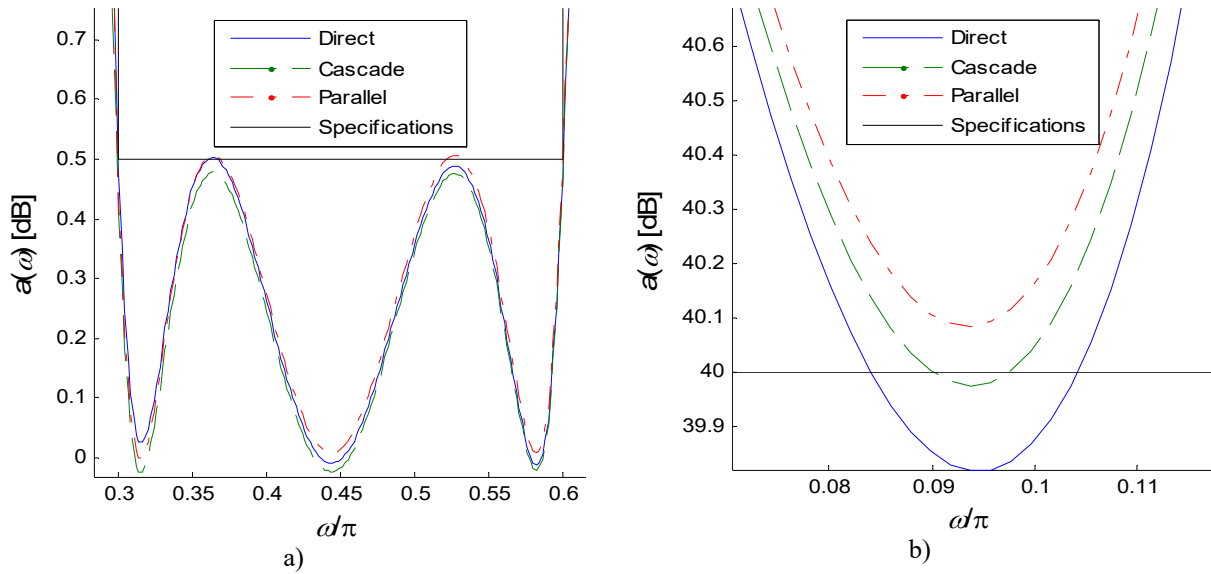 0.7
0.6
0.5
0.4
0.3
0.2
0.1
0
a(ω) [dB]
Direct
Cascade
Parallel
Specifications
0.3 0.35 0.4 0.45 0.5 0.55 0.6
ω/π
a)
40.6
40.5
40.4
40.3
40.2
40.1
40
39.9
a(ω) [dB]
Direct
Cascade
Parallel
Specifications
0.08 0.09 0.1 0.11
ω/π
b)